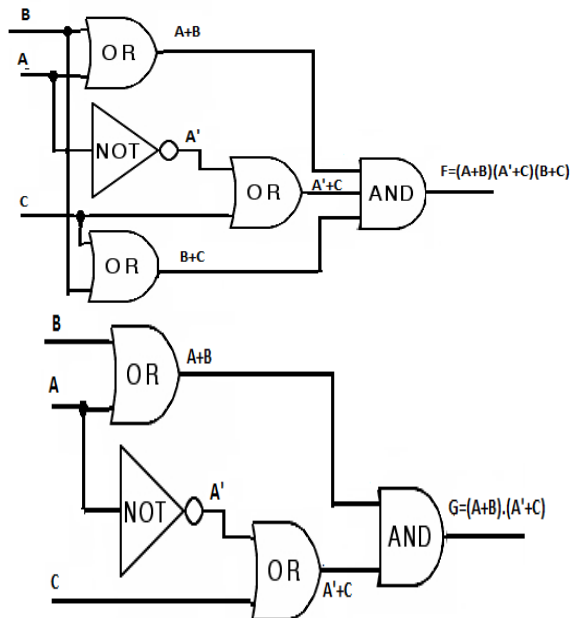 B
A+B
OR
A
NOT
A'
F=(A+B)(A'+C)(B+C)
AND
OR
A'+C
C
OR
B+C
B
A+B
OR
A
NOT
A'
G=(A+B).(A'+C)
AND
OR
A'+C
C